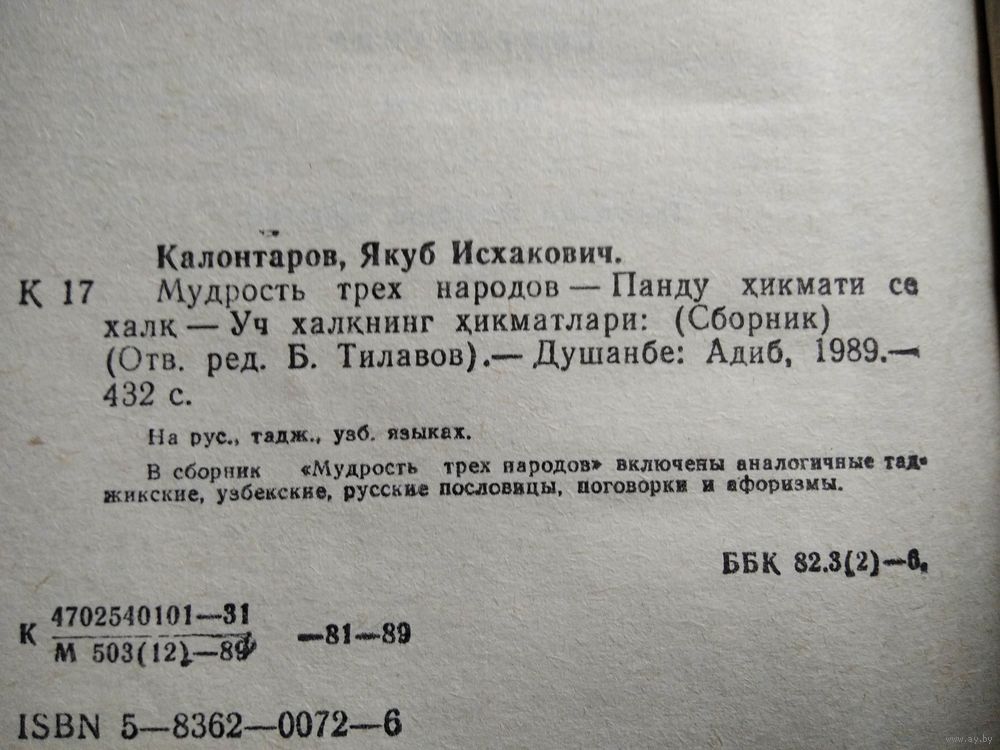 Калонтаров, Якуб Исхакович.
К 17 Мудрость трех народов — Панду ҳикмати се
халқ — Уч халқнинг ҳикматлари: (Сборник)
(Отв. ред. Б. Тилавов).— Душанбе: Адиб, 1989.—
432 с.
На рус., тадж., узб. языках.
В сборник «Мудрость трех народов» включены аналогичные тад-
жикские, узбекские, русские пословицы, поговорки и афоризмы.
ББК 82.3(2)—6.
К 4702540101—31 —81—89
М 503(12)—89
ISBN 5—8362—0072—6
www.ay.by